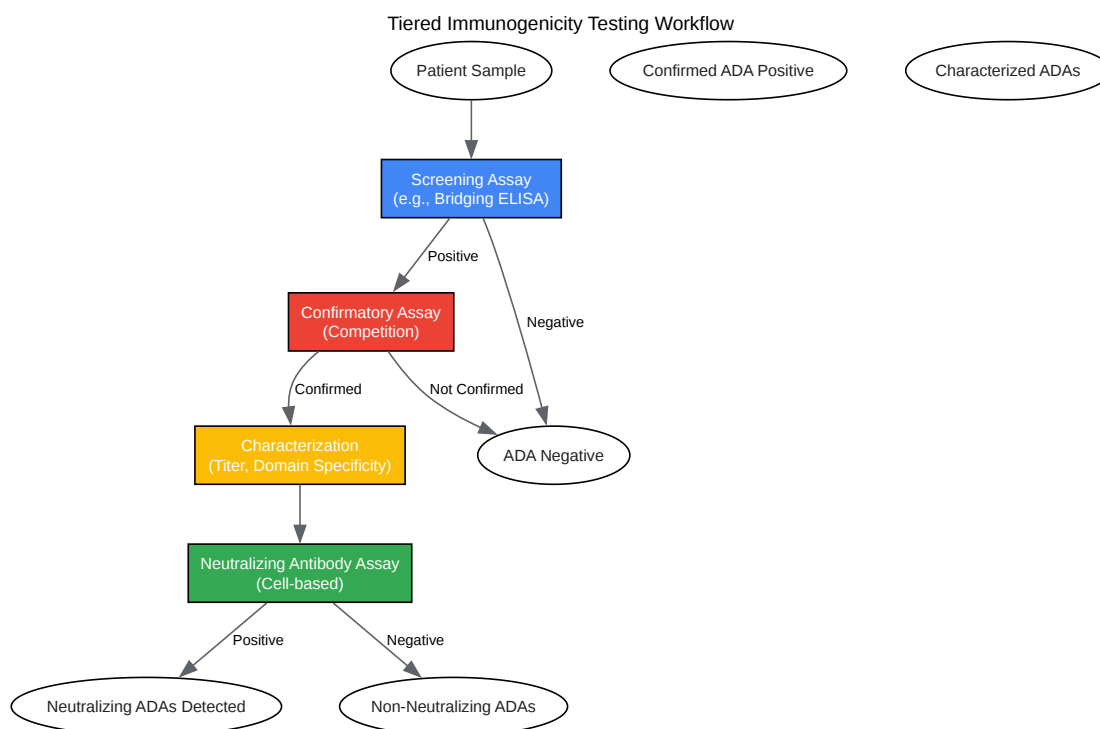 Tiered Immunogenicity Testing Workflow
Patient Sample
Confirmed ADA Positive
Characterized ADAs
Screening Assay
(e.g., Bridging ELISA)
Positive
Negative
Confirmatory Assay
(Competition)
Confirmed
Not Confirmed
Characterization
(Titer, Domain Specificity)
ADA Negative
Neutralizing Antibody Assay
(Cell-based)
Positive
Negative
Neutralizing ADAs Detected
Non-Neutralizing ADAs